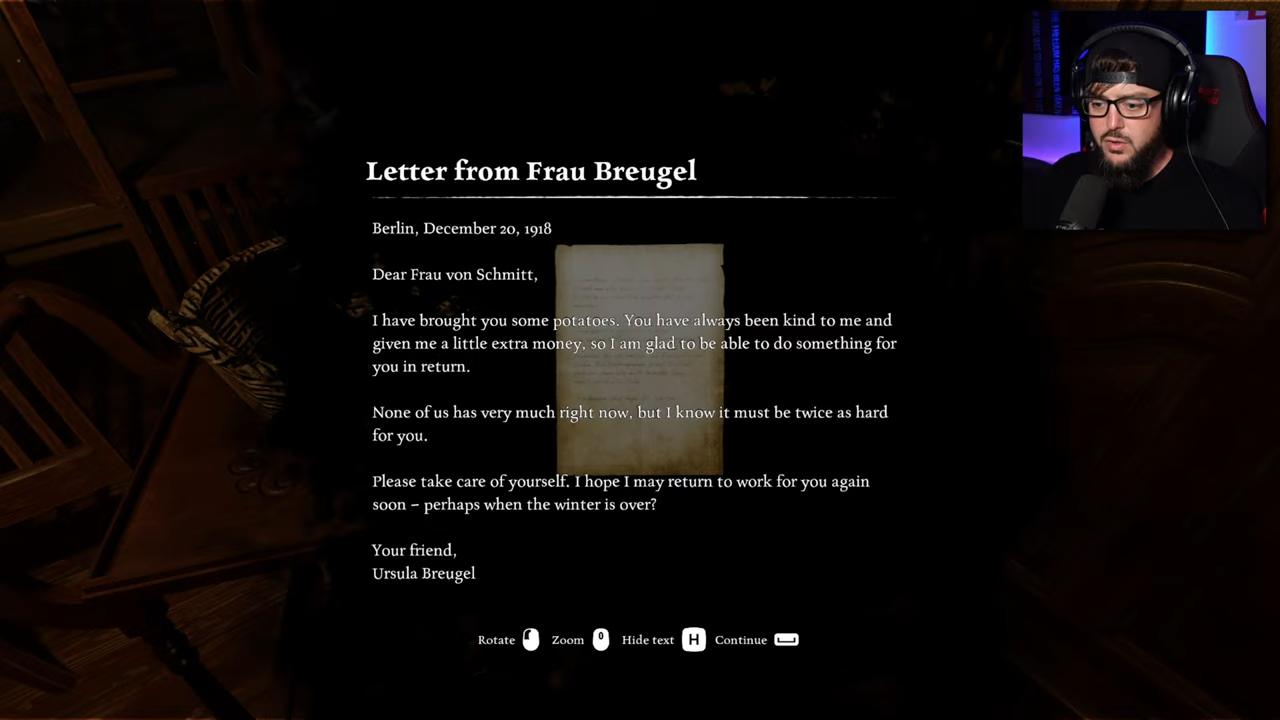 Letter from Frau Breugel
Berlin, December 20, 1918
Dear Frau von Schmitt,
I have brought you some potatoes. You have always been kind to me and
given me a little extra money, so I am glad to be able to do something for
you in return.
None of us has very much right now, but I know it must be twice as hard
for you.
Please take care of yourself. I hope I may return to work for you again
soon – perhaps when the winter is over?
Your friend,
Ursula Breugel
Rotate Zoom Hide text H Continue